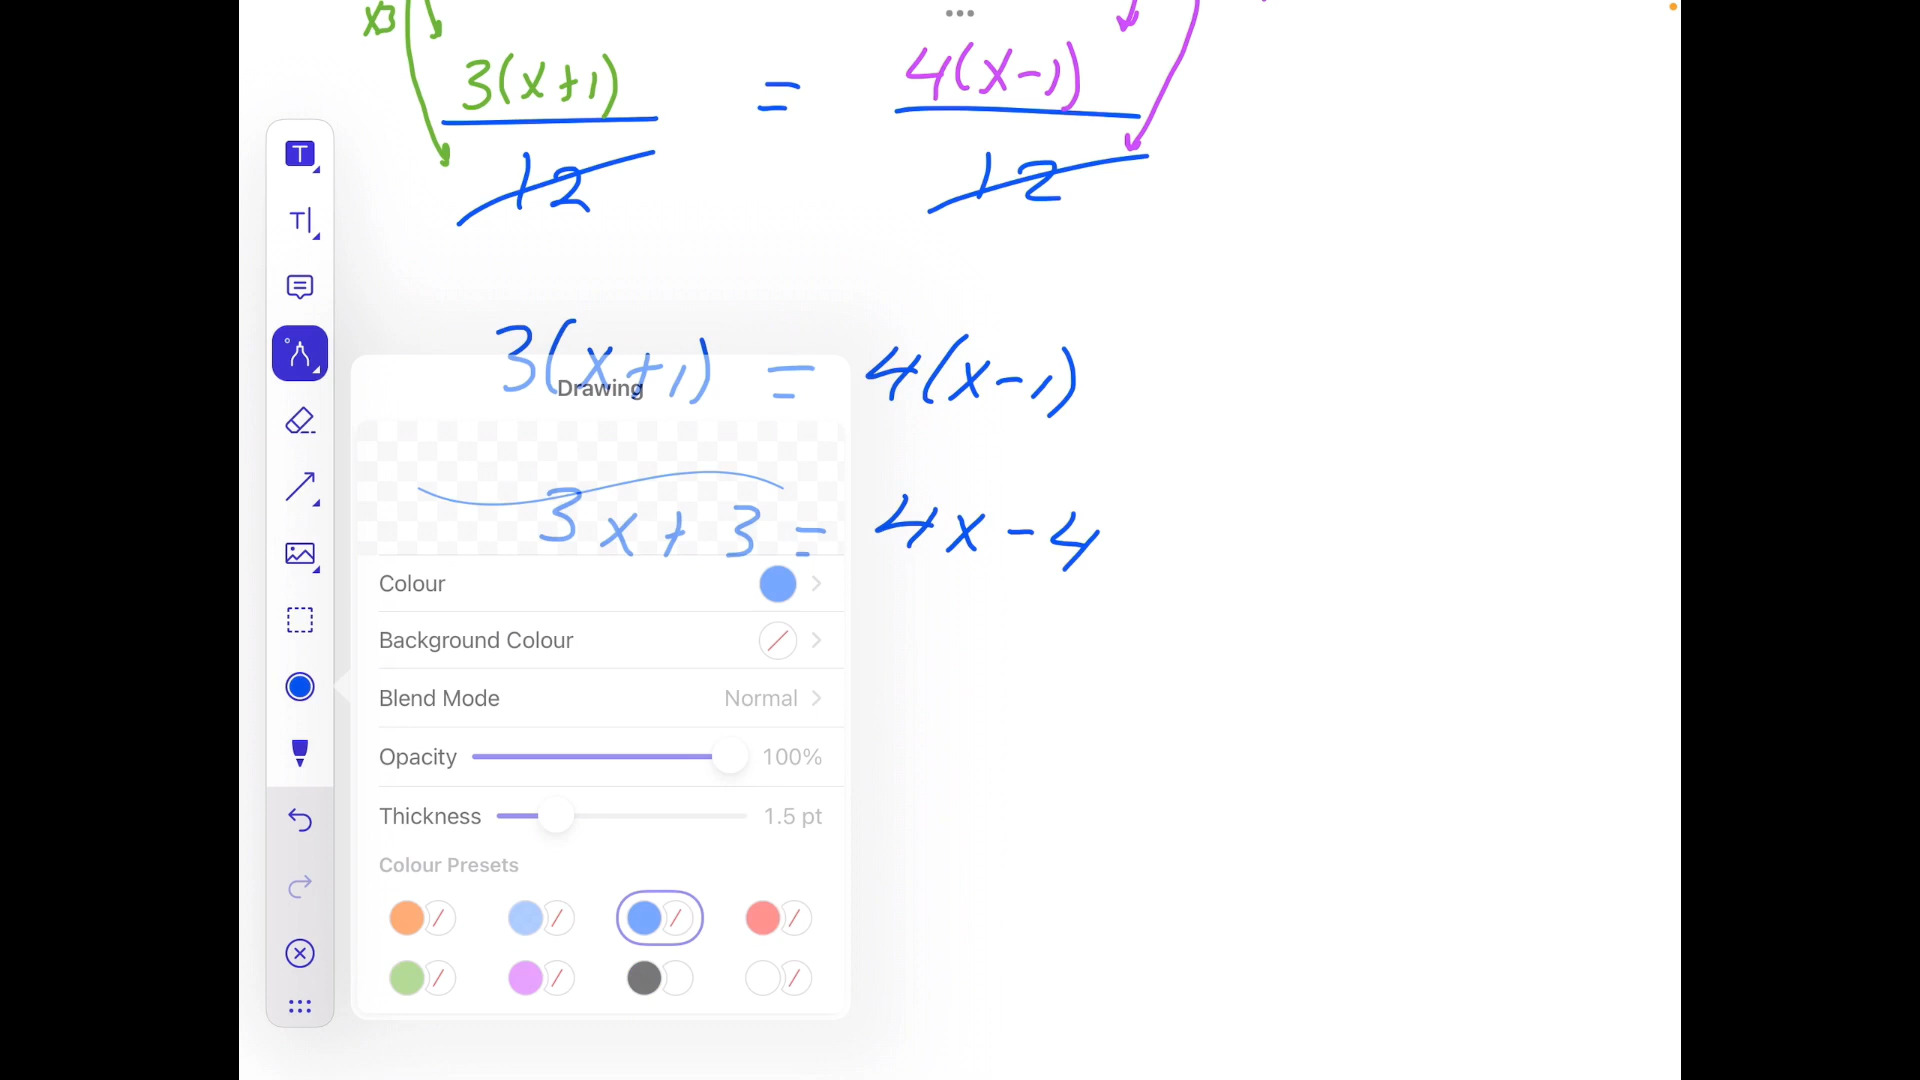 x3
3(x+1) = 4(x-1)
12 12
3(x+1) = 4(x-1)
Drawing
3x + 3 = 4x - 4
Colour
Background Colour
Blend Mode Normal
Opacity 100%
Thickness 1.5 pt
Colour Presets